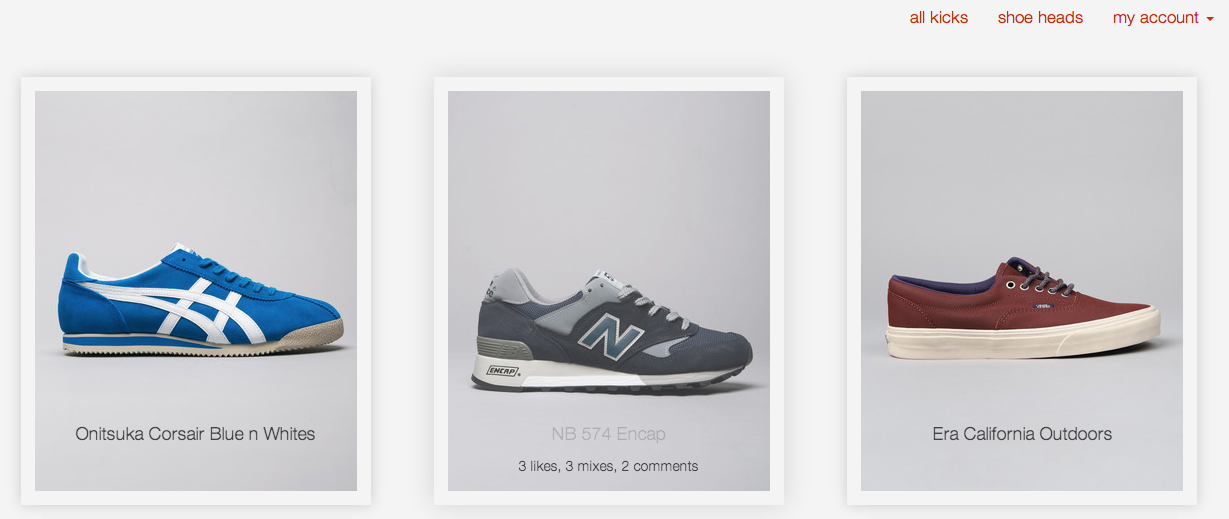 all kicks shoe heads my account
N
ENCAP
Onitsuka Corsair Blue n Whites
NB 574 Encap
Era California Outdoors
3 likes, 3 mixes, 2 comments